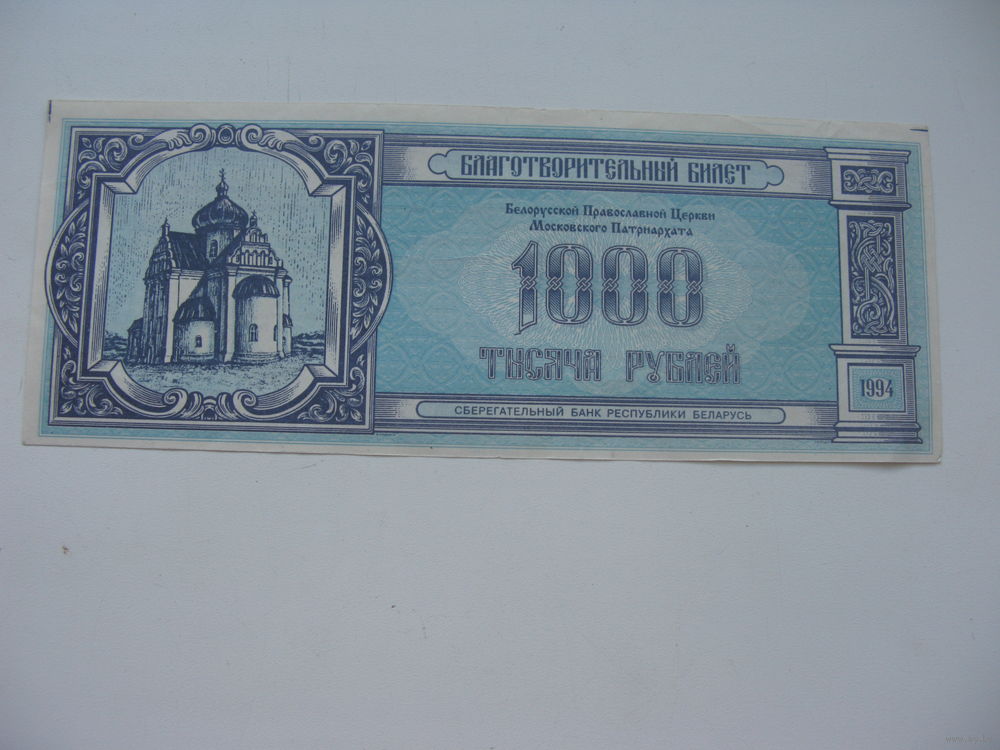 БЛАГОТВОРИТЕЛЬНЫЙ БИЛЕТ
Белорусской Православной Церкви
Московского Патриархата
1000
ТЫСЯЧА РУБЛЕЙ
СБЕРЕГАТЕЛЬНЫЙ БАНК РЕСПУБЛИКИ БЕЛАРУСЬ
1994